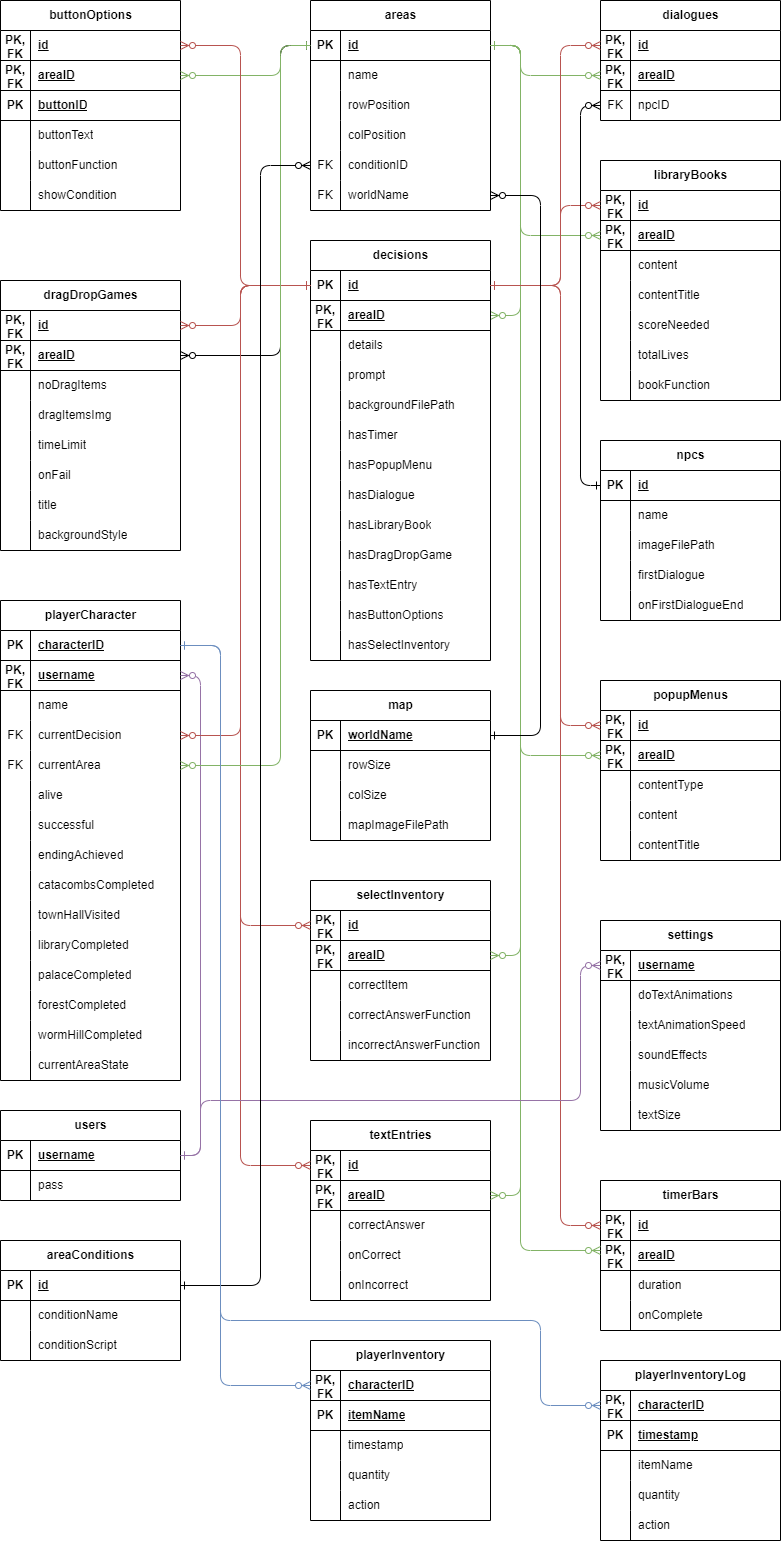 buttonOptions
PK, FK id
PK, FK areaID
PK buttonID
buttonText
buttonFunction
showCondition
dragDropGames
PK, FK id
PK, FK areaID
noDragItems
dragItemsImg
timeLimit
onFail
title
backgroundStyle
playerCharacter
PK characterID
PK, FK username
name
FK currentDecision
FK currentArea
alive
successful
endingAchieved
catacombsCompleted
townHallVisited
libraryCompleted
palaceCompleted
forestCompleted
wormHillCompleted
currentAreaState
users
PK username
pass
areaConditions
PK id
conditionName
conditionScript
areas
PK id
name
rowPosition
colPosition
FK conditionID
FK worldName
decisions
PK id
PK, FK areaID
details
prompt
backgroundFilePath
hasTimer
hasPopupMenu
hasDialogue
hasLibraryBook
hasDragDropGame
hasTextEntry
hasButtonOptions
hasSelectInventory
map
PK worldName
rowSize
colSize
mapImageFilePath
selectInventory
PK, FK id
PK, FK areaID
correctItem
correctAnswerFunction
incorrectAnswerFunction
textEntries
PK, FK id
PK, FK areaID
correctAnswer
onCorrect
onIncorrect
playerInventory
PK, FK characterID
PK itemName
timestamp
quantity
action
dialogues
PK, FK id
PK, FK areaID
FK npcID
libraryBooks
PK, FK id
PK, FK areaID
content
contentTitle
scoreNeeded
totalLives
bookFunction
npcs
PK id
name
imageFilePath
firstDialogue
onFirstDialogueEnd
popupMenus
PK, FK id
PK, FK areaID
contentType
content
contentTitle
settings
PK, FK username
doTextAnimations
textAnimationSpeed
soundEffects
musicVolume
textSize
timerBars
PK, FK id
PK, FK areaID
duration
onComplete
playerInventoryLog
PK, FK characterID
PK timestamp
itemName
quantity
action